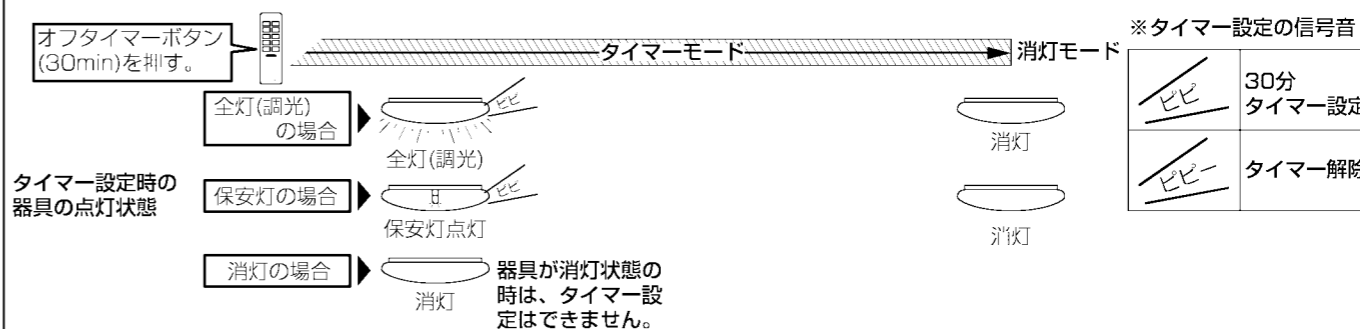 オフタイマーボタン
(30min)を押す。
タイマーモード
消灯モード
※タイマー設定の信号音
ピピ
30分
タイマー設定
ピピー
タイマー解除
タイマー設定時の
器具の点灯状態
全灯(調光)
の場合
ピピ
全灯(調光)
消灯
保安灯の場合
ピピ
保安灯点灯
消灯
消灯の場合
消灯
器具が消灯状態の
時は、タイマー設
定はできません。